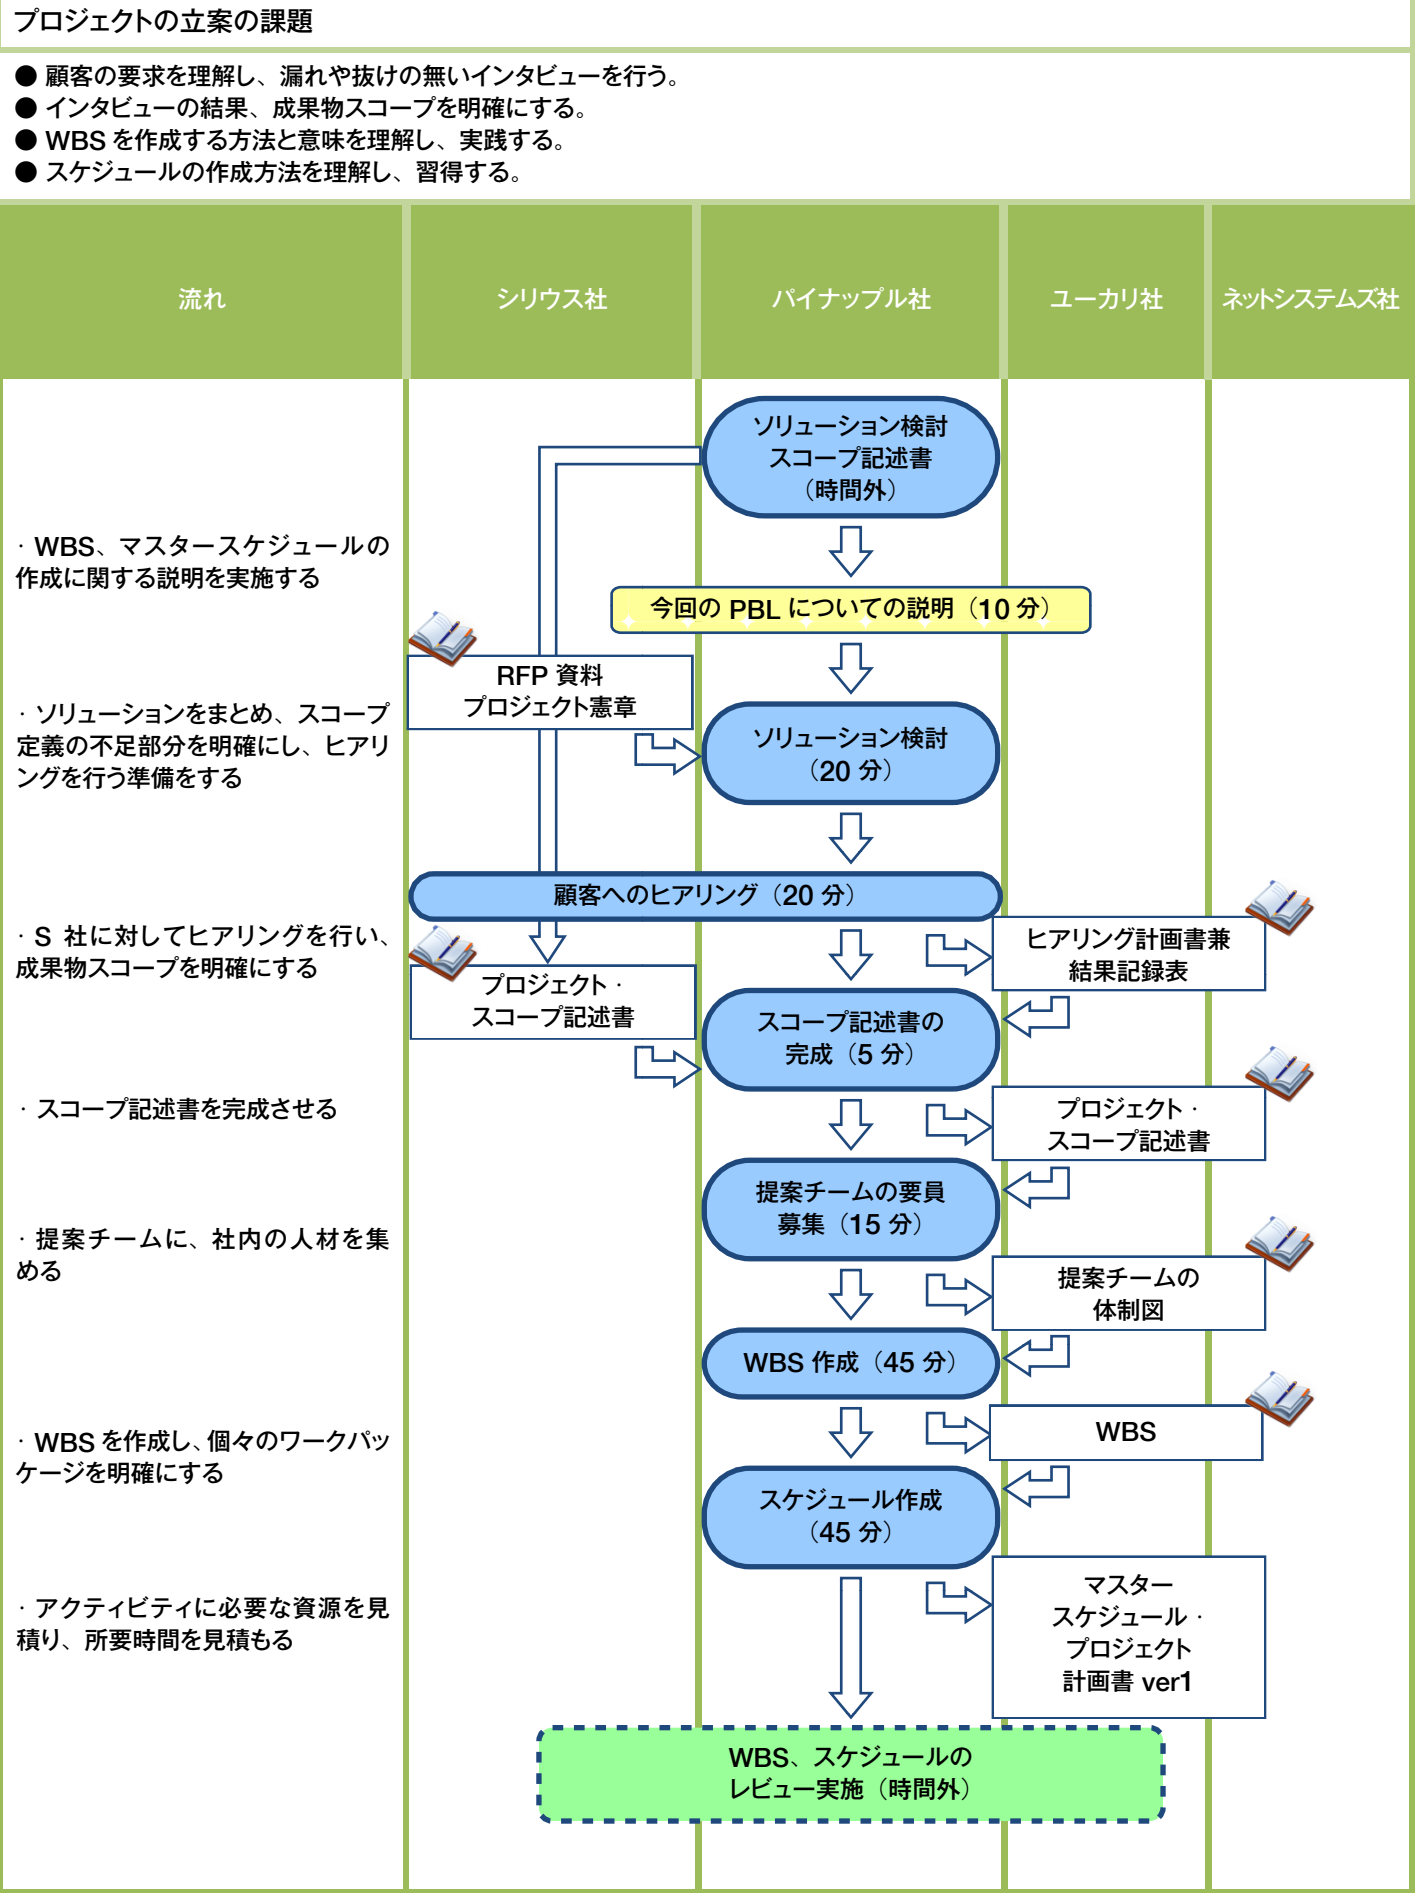 プロジェクトの立案の課題
● 顧客の要求を理解し、漏れや抜けの無いインタビューを行う。
● インタビューの結果、成果物スコープを明確にする。
● WBS を作成する方法と意味を理解し、実践する。
● スケジュールの作成方法を理解し、習得する。
流れ
シリウス社
パイナップル社
ユーカリ社
ネットシステムズ社
ソリューション検討
スコープ記述書
（時間外）
・WBS、マスタースケジュールの
作成に関する説明を実施する
今回の PBL についての説明（10 分）
RFP 資料
プロジェクト憲章
・ソリューションをまとめ、スコープ
定義の不足部分を明確にし、ヒアリ
ングを行う準備をする
ソリューション検討
（20 分）
顧客へのヒアリング（20 分）
・S 社に対してヒアリングを行い、
成果物スコープを明確にする
ヒアリング計画書兼
結果記録表
プロジェクト・
スコープ記述書
スコープ記述書の
完成（5 分）
・スコープ記述書を完成させる
プロジェクト・
スコープ記述書
提案チームの要員
募集（15 分）
・提案チームに、社内の人材を集
める
提案チームの
体制図
WBS 作成（45 分）
・WBS を作成し、個々のワークパッ
ケージを明確にする
WBS
スケジュール作成
（45 分）
・アクティビティに必要な資源を見
積り、所要時間を見積もる
マスター
スケジュール・
プロジェクト
計画書 ver1
WBS、スケジュールの
レビュー実施（時間外）